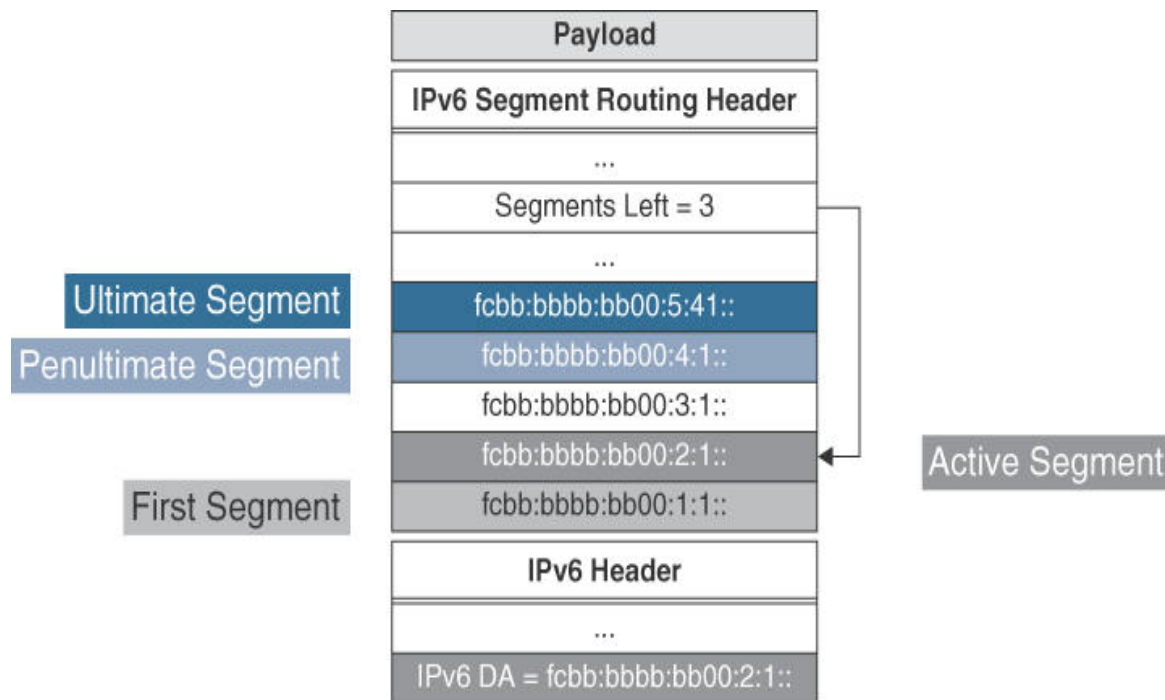 Payload
IPv6 Segment Routing Header
...
Segments Left = 3
...
Ultimate Segment
fcbb:bbbb:bb00:5:41::
Penultimate Segment
fcbb:bbbb:bb00:4:1::
fcbb:bbbb:bb00:3:1::
fcbb:bbbb:bb00:2:1::
Active Segment
First Segment
fcbb:bbbb:bb00:1:1::
IPv6 Header
...
IPv6 DA = fcbb:bbbb:bb00:2:1::